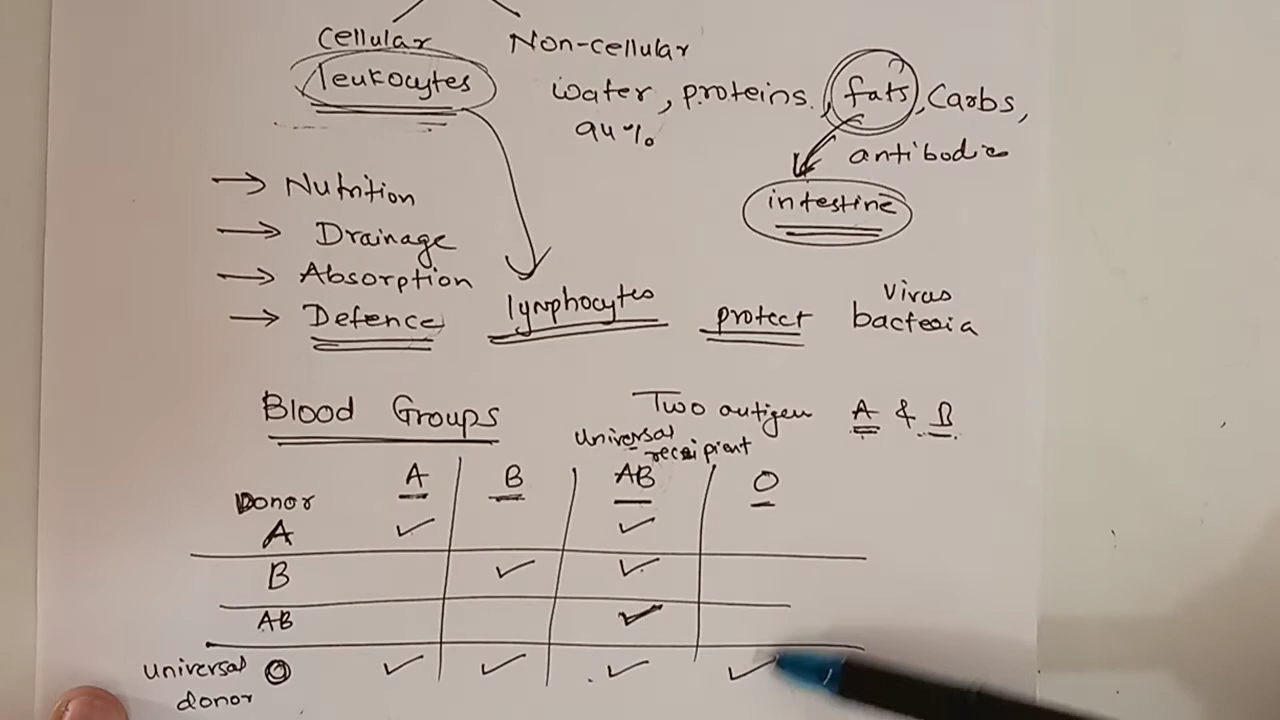 Cellular Non-cellular
leukocytes
water, proteins, fats, Carbs,
94%
antibodies
intestine
→ Nutrition
→ Drainage
→ Absorption
→ Defence lymphocytes protect virus
bacteria
Blood Groups Two antigen A & B
universal
recipient
Donor A B AB O
A ✓ ✓
B ✓ ✓
AB ✓
universal O ✓ ✓ ✓ ✓
donor